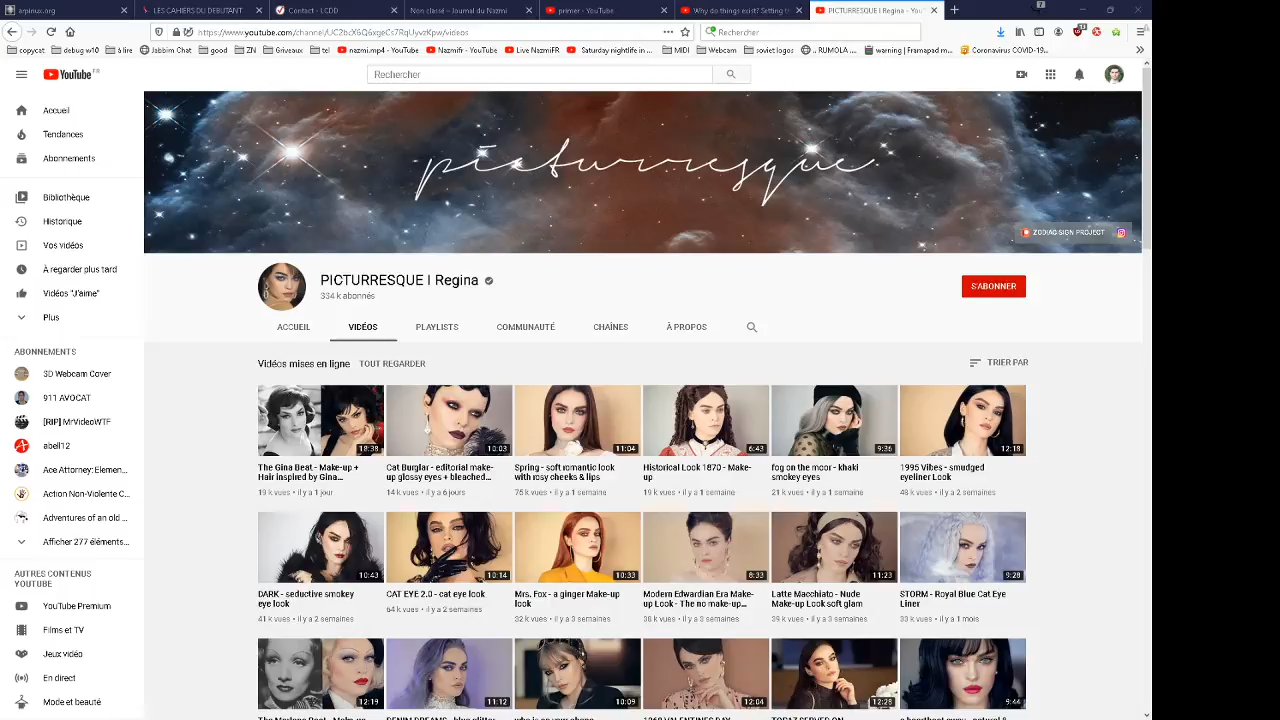 arpinux.org
LES CAHIERS DU DEBUTANT
Contact - LCDD
Non classé – Journal du Nazmi
primer - YouTube
Why do things exist? Setting t
PICTURRESQUE I Regina - You
https://www.youtube.com/channel/UCZbcX6Q6xgeCs7RqUyvzKpw/videos
Rechercher
copycat
debug w10
à lire
Jabbim Chat
good
ZN
Griveaux
tel
nazmi.mp4 - YouTube
Nazmifr - YouTube
Live NazmiFR
Saturday nightlife in ...
MIDI
Webcam
soviet logos
.. RUMOLA ...
warning | Framapad m...
Coronavirus COVID-19...
YouTube FR
Rechercher
Accueil
Tendances
Abonnements
Bibliothèque
Historique
Vos vidéos
À regarder plus tard
Vidéos "J'aime"
Plus
ABONNEMENTS
3D Webcam Cover
911 AVOCAT
[RIP] MrVideoWTF
abell12
Ace Attorney: Elemen...
Action Non-Violente C...
Adventures of an old ...
Afficher 277 éléments...
AUTRES CONTENUS
YOUTUBE
YouTube Premium
Films et TV
Jeux vidéo
En direct
Mode et beauté
picturresque
ZODIAC SIGN PROJECT
PICTURRESQUE I Regina
334 k abonnés
S'ABONNER
ACCUEIL
VIDÉOS
PLAYLISTS
COMMUNAUTÉ
CHAÎNES
À PROPOS
Vidéos mises en ligne
TOUT REGARDER
TRIER PAR
18:38
The Gina Beat - Make-up +
Hair inspired by Gina...
19 k vues • il y a 1 jour
10:03
Cat Burglar - editorial make-
up glossy eyes + bleached...
14 k vues • il y a 6 jours
11:04
Spring - soft romantic look
with rosy cheeks & lips
75 k vues • il y a 1 semaine
6:43
Historical Look 1870 - Make-
up
19 k vues • il y a 1 semaine
9:36
fog on the moor - khaki
smokey eyes
21 k vues • il y a 1 semaine
12:18
1995 Vibes - smudged
eyeliner Look
48 k vues • il y a 2 semaines
10:43
DARK - seductive smokey
eye look
41 k vues • il y a 2 semaines
10:14
CAT EYE 2.0 - cat eye look
64 k vues • il y a 2 semaines
10:33
Mrs. Fox - a ginger Make-up
look
32 k vues • il y a 3 semaines
8:33
Modern Edwardian Era Make-
up Look - The no make-up...
38 k vues • il y a 3 semaines
11:23
Latte Macchiato - Nude
Make-up Look soft glam
39 k vues • il y a 3 semaines
9:28
STORM - Royal Blue Cat Eye
Liner
33 k vues • il y a 1 mois
12:19
11:12
10:09
12:04
12:28
9:44